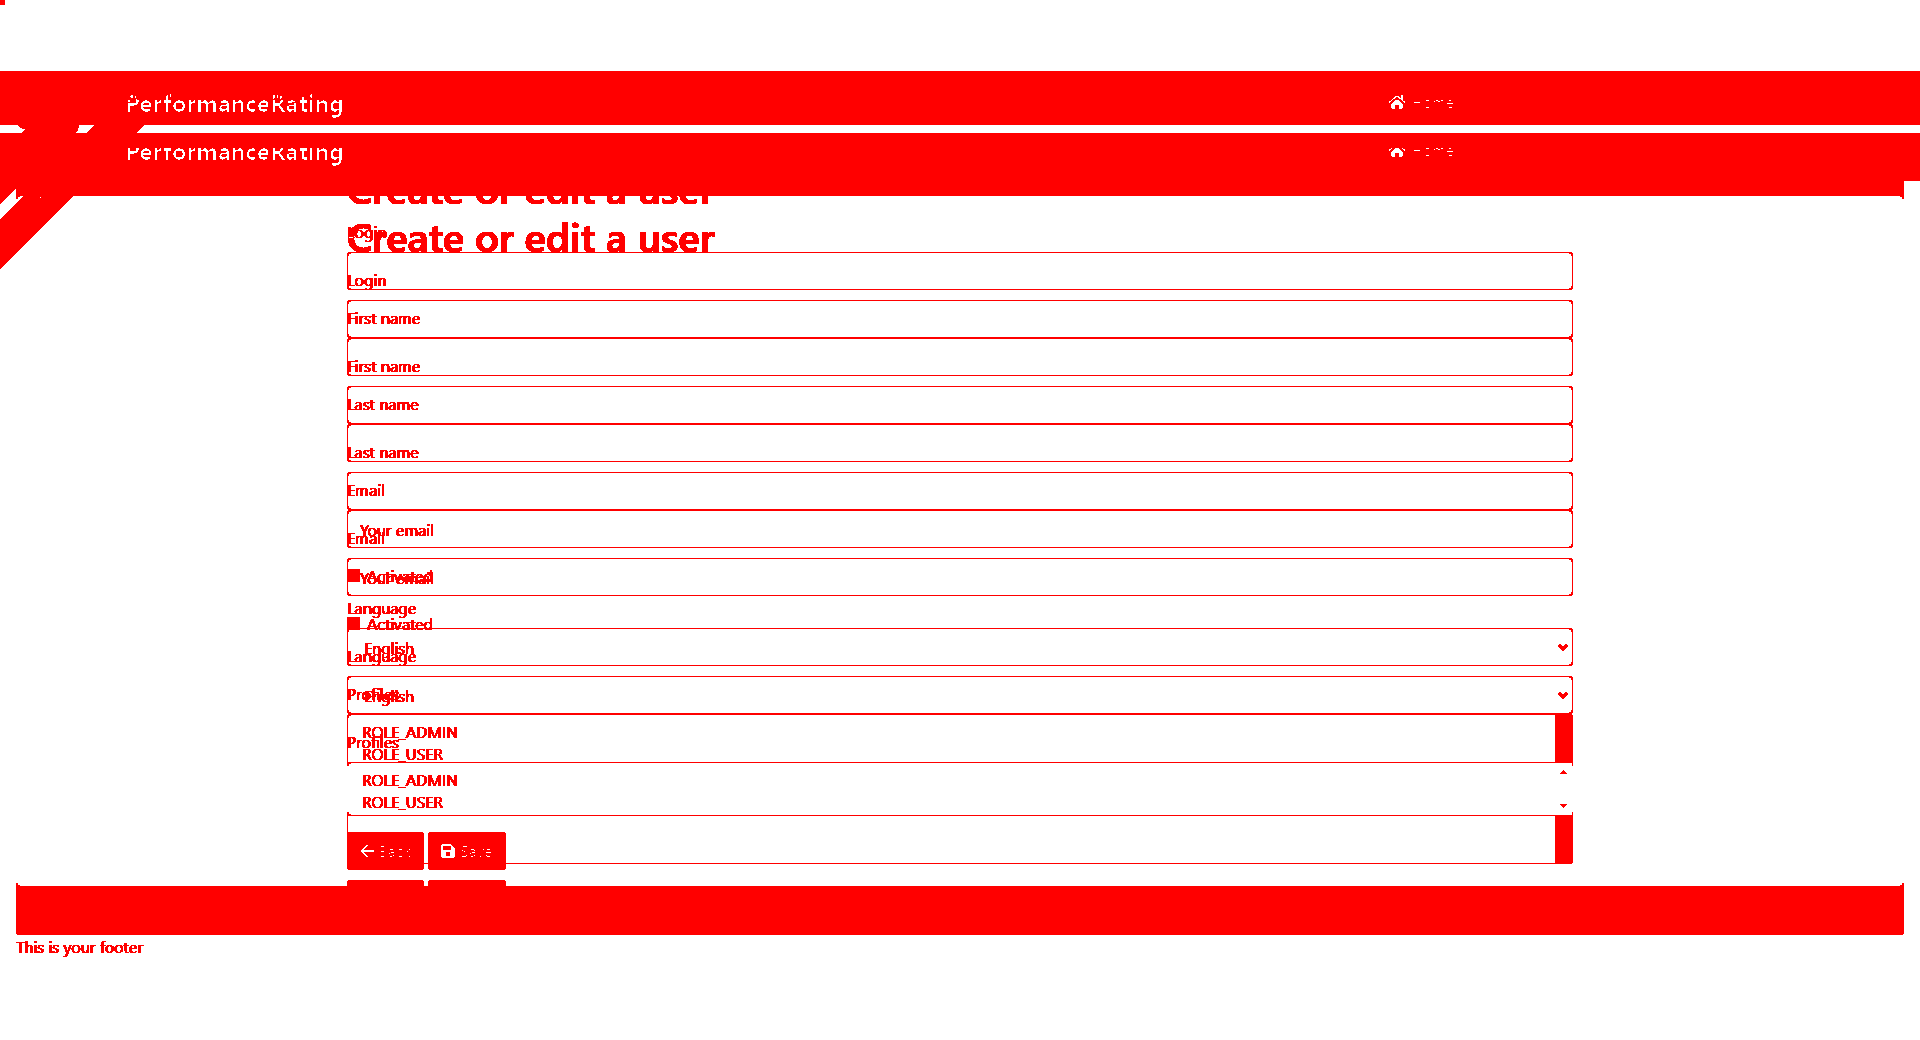 PerformanceRating Home
PerformanceRating Home
Create or edit a user
Create or edit a user
Login
Login
First name
First name
Last name
Last name
Email
Your email
Email
Activated
Your email
Language
Activated
English
Language
Profiles
English
ROLE_ADMIN
Profiles
ROLE_USER
ROLE_ADMIN
ROLE_USER
Back Save
This is your footer